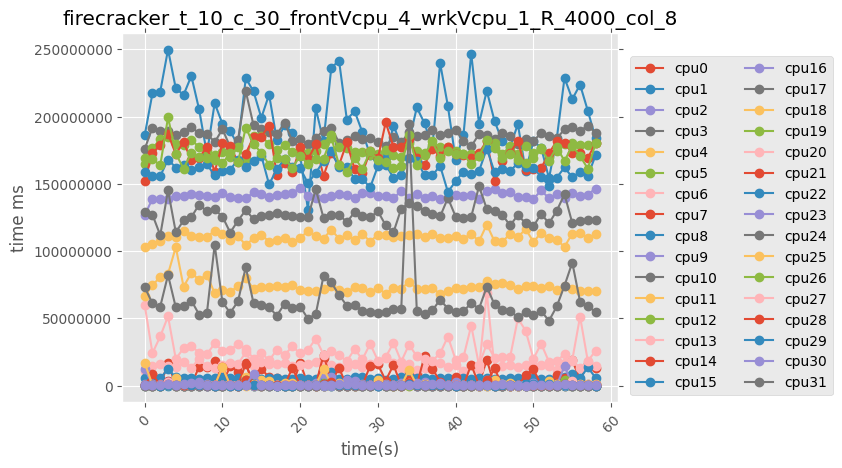 firecracker_t_10_c_30_frontVcpu_4_wrkVcpu_1_R_4000_col_8
250000000
200000000
150000000
100000000
50000000
0
time ms
0
10
20
30
40
50
60
time(s)
cpu0
cpu1
cpu2
cpu3
cpu4
cpu5
cpu6
cpu7
cpu8
cpu9
cpu10
cpu11
cpu12
cpu13
cpu14
cpu15
cpu16
cpu17
cpu18
cpu19
cpu20
cpu21
cpu22
cpu23
cpu24
cpu25
cpu26
cpu27
cpu28
cpu29
cpu30
cpu31